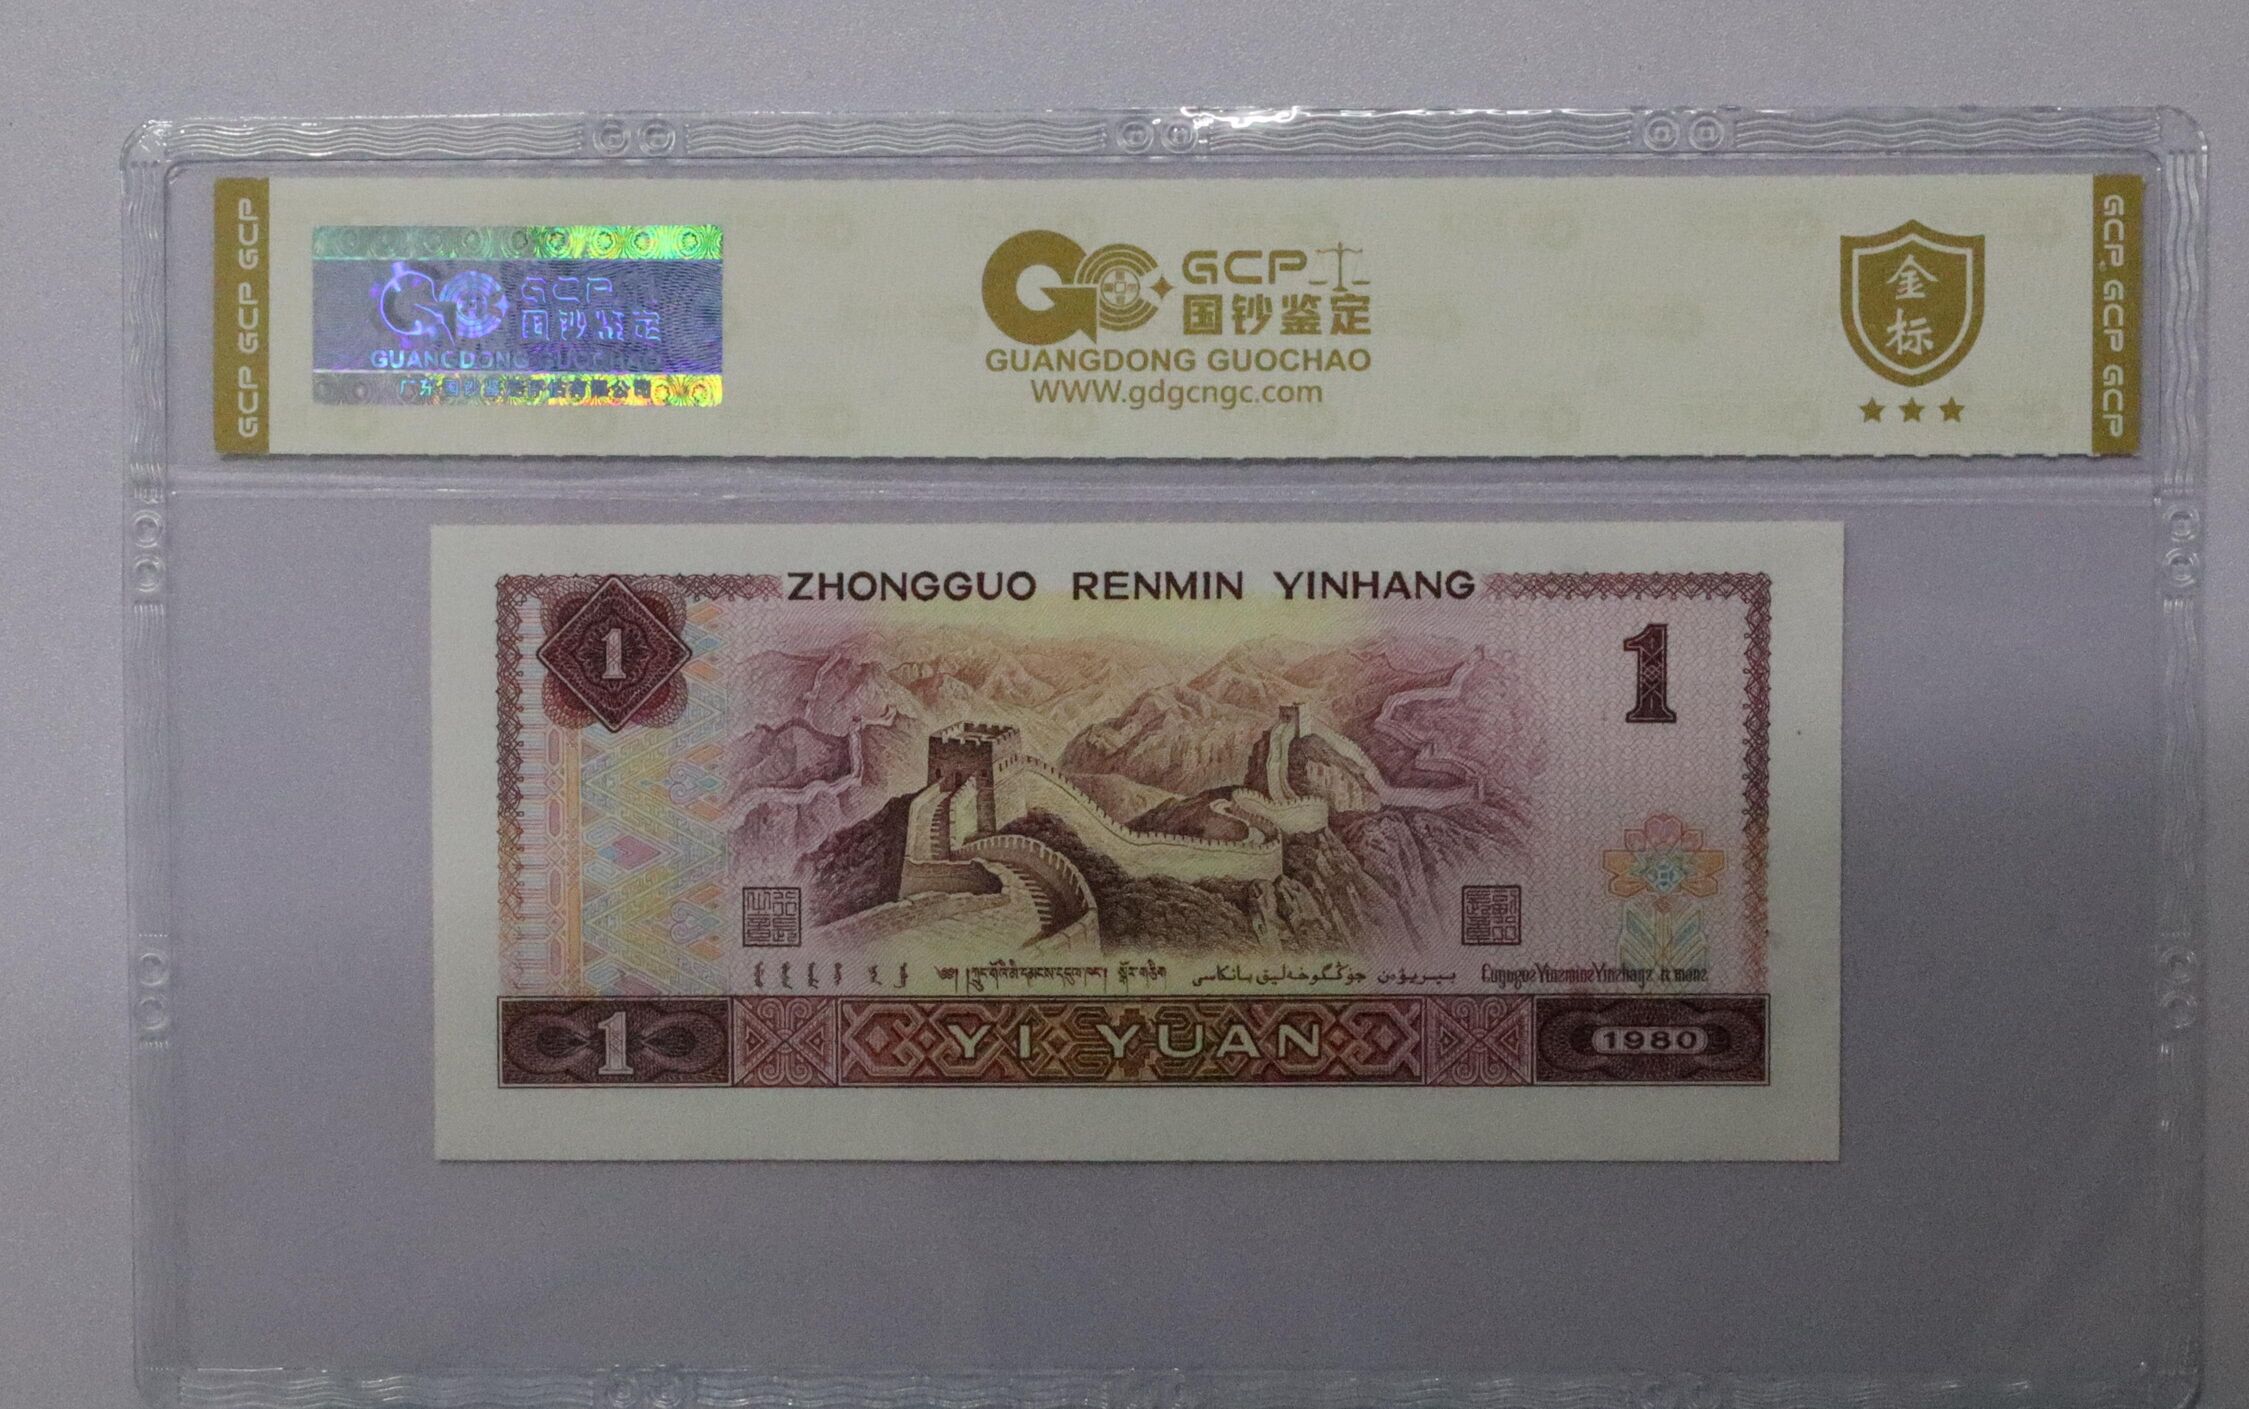 GCP GCP GCP
GCP
国钞鉴定
GUANGDONG GUOCHAO
GCP
国钞鉴定
GUANGDONG GUOCHAO
WWW.gdgcngc.com
金标
GCP GCP GCP
ZHONGGUO RENMIN YINHANG
1
1
1
YI YUAN
1980